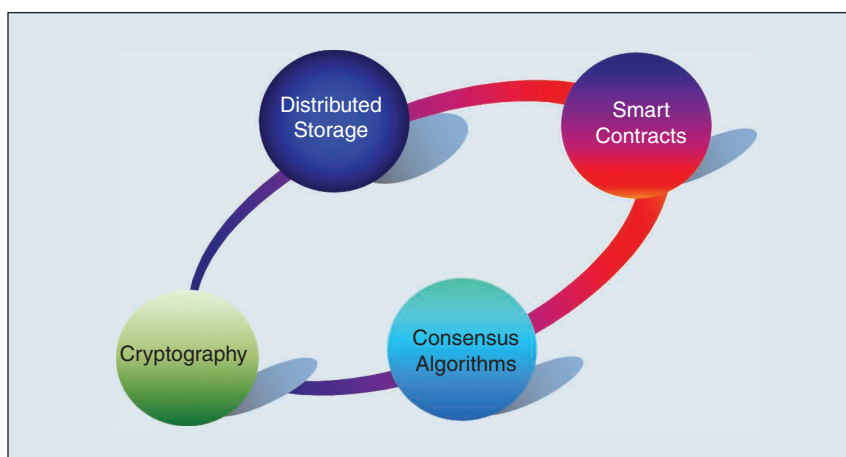 Distributed
Storage
Smart
Contracts
Cryptography
Consensus
Algorithms